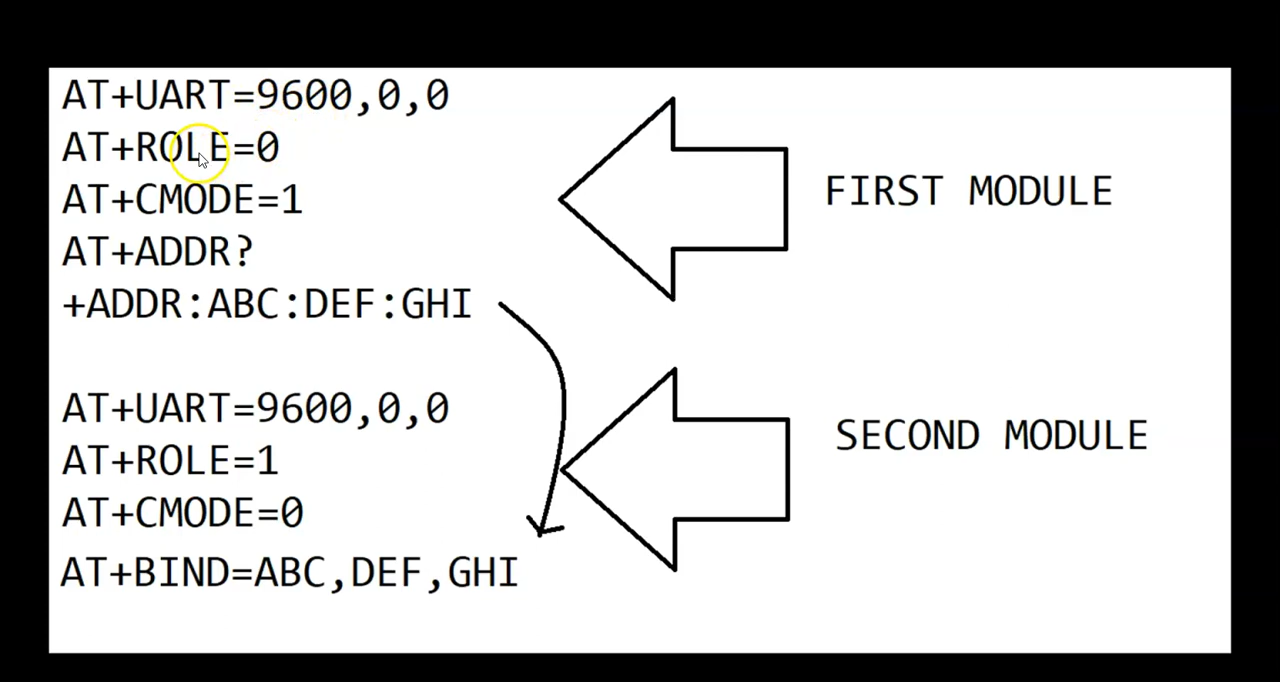 AT+UART=9600,0,0
AT+ROLE=0
AT+CMODE=1
AT+ADDR?
+ADDR:ABC:DEF:GHI
FIRST MODULE
AT+UART=9600,0,0
AT+ROLE=1
AT+CMODE=0
AT+BIND=ABC,DEF,GHI
SECOND MODULE